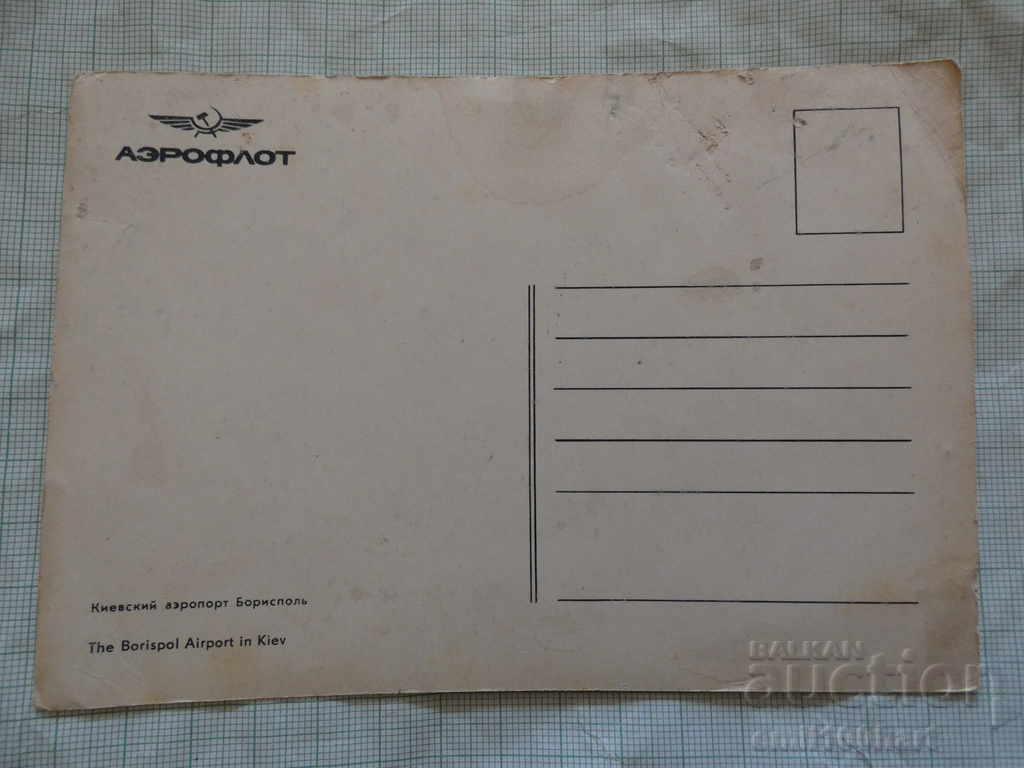 АЭРОФЛОТ
Киевский аэропорт Борисполь
The Borispol Airport in Kiev
BALKAN
auction